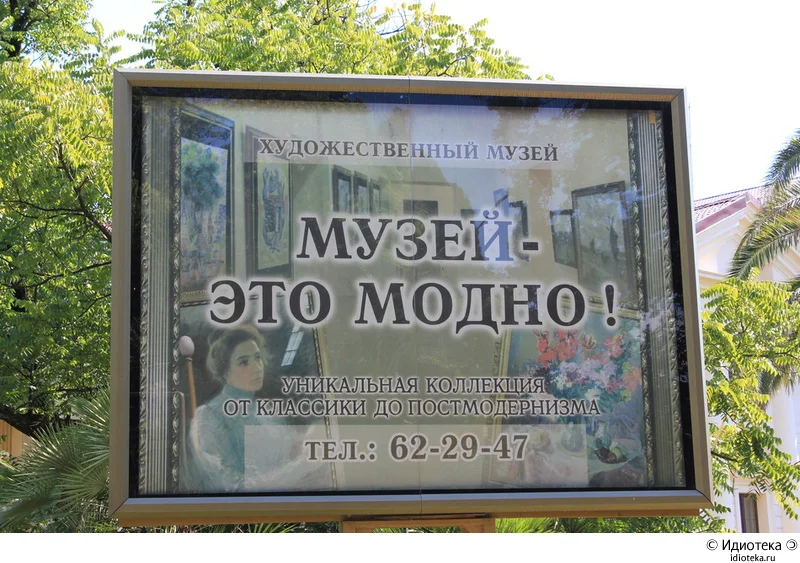 ХУДОЖЕСТВЕННЫЙ МУЗЕЙ
МУЗЕЙ-
ЭТО МОДНО!
УНИКАЛЬНАЯ КОЛЛЕКЦИЯ
ОТ КЛАССИКИ ДО ПОСТМОДЕРНИЗМА
ТЕЛ.: 62-29-47
© Идиотека
idioteka.ru